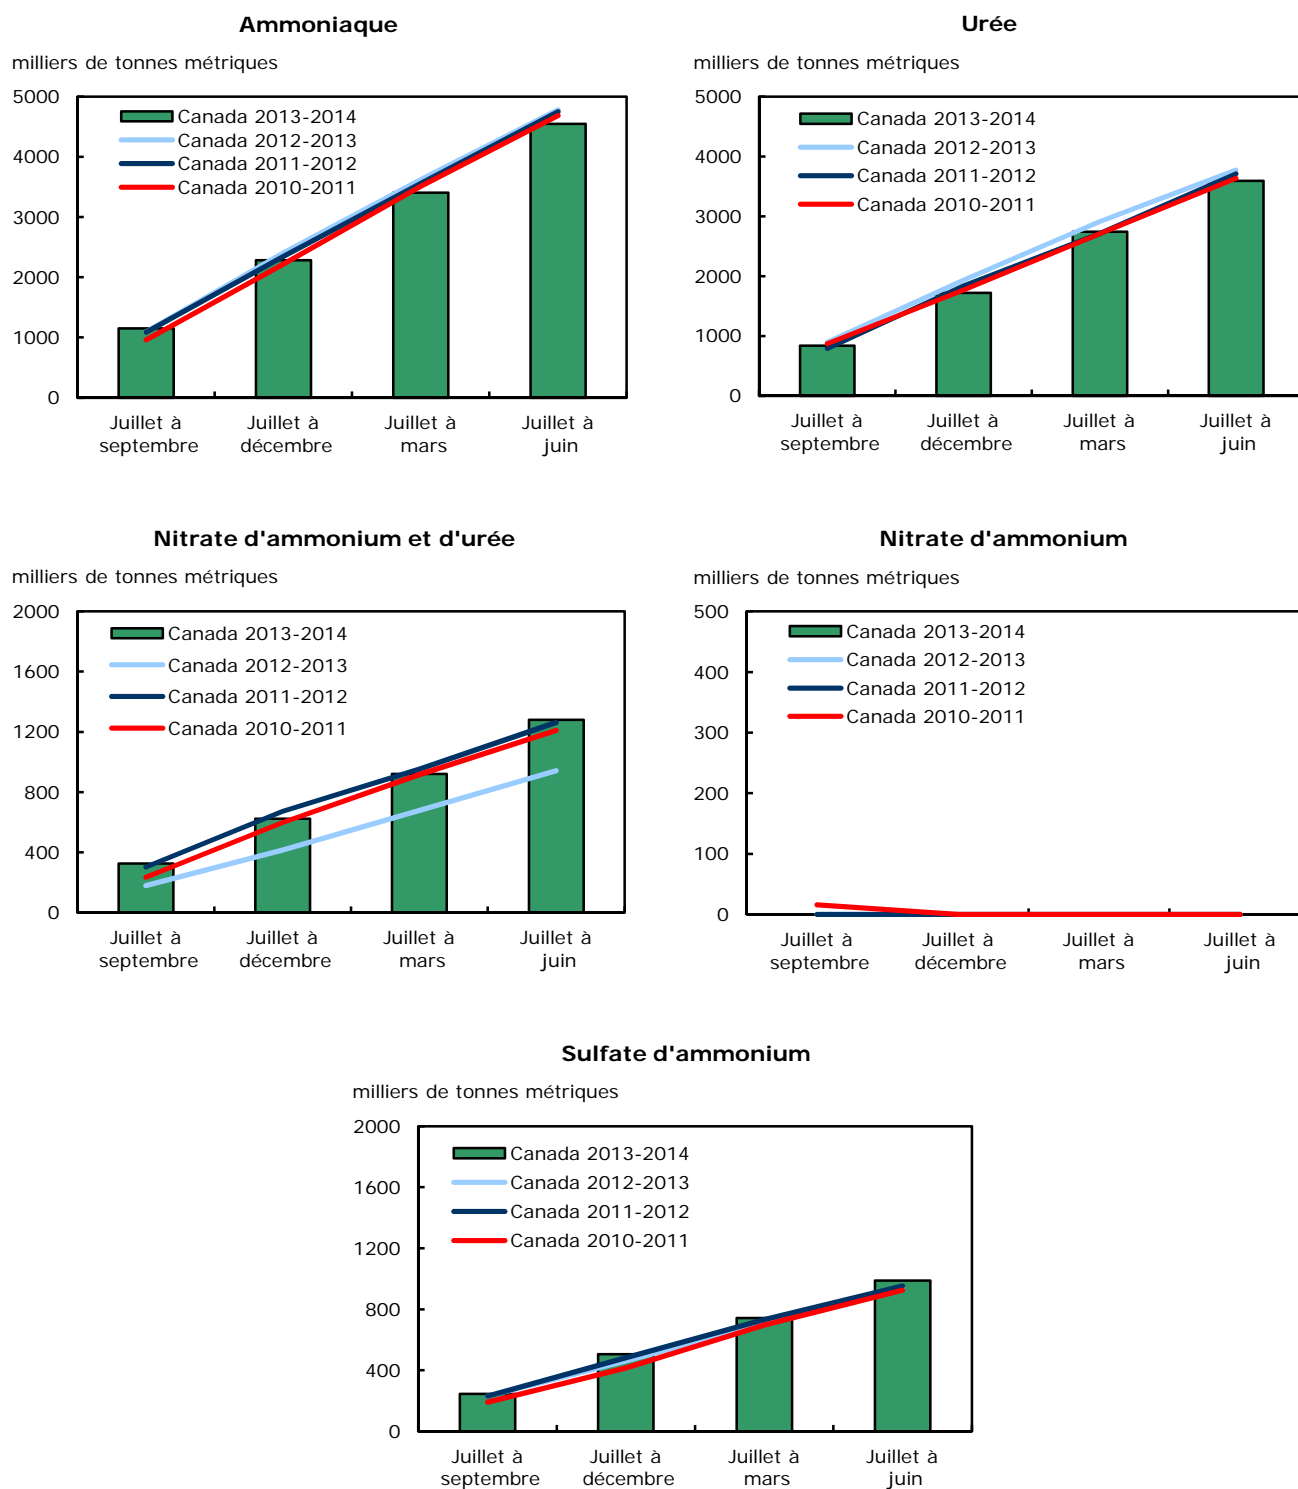 Ammoniaque
milliers de tonnes métriques
5000
4000
3000
2000
1000
0
Canada 2013-2014
Canada 2012-2013
Canada 2011-2012
Canada 2010-2011
Juillet à septembre
Juillet à décembre
Juillet à mars
Juillet à juin
Urée
milliers de tonnes métriques
5000
4000
3000
2000
1000
0
Canada 2013-2014
Canada 2012-2013
Canada 2011-2012
Canada 2010-2011
Juillet à septembre
Juillet à décembre
Juillet à mars
Juillet à juin
Nitrate d'ammonium et d'urée
milliers de tonnes métriques
2000
1600
1200
800
400
0
Canada 2013-2014
Canada 2012-2013
Canada 2011-2012
Canada 2010-2011
Juillet à septembre
Juillet à décembre
Juillet à mars
Juillet à juin
Nitrate d'ammonium
milliers de tonnes métriques
500
400
300
200
100
0
Canada 2013-2014
Canada 2012-2013
Canada 2011-2012
Canada 2010-2011
Juillet à septembre
Juillet à décembre
Juillet à mars
Juillet à juin
Sulfate d'ammonium
milliers de tonnes métriques
2000
1600
1200
800
400
0
Canada 2013-2014
Canada 2012-2013
Canada 2011-2012
Canada 2010-2011
Juillet à septembre
Juillet à décembre
Juillet à mars
Juillet à juin